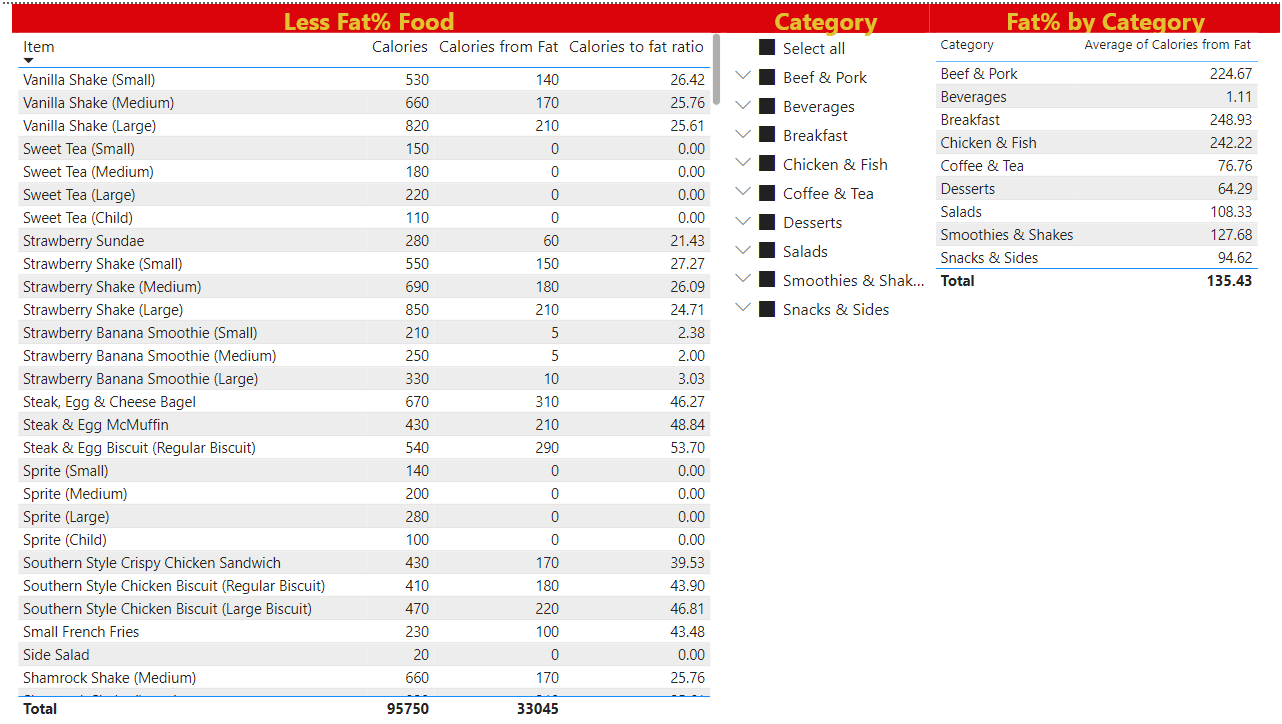 Less Fat% Food
Item Calories Calories from Fat Calories to fat ratio
Vanilla Shake (Small) 530 140 26.42
Vanilla Shake (Medium) 660 170 25.76
Vanilla Shake (Large) 820 210 25.61
Sweet Tea (Small) 150 0 0.00
Sweet Tea (Medium) 180 0 0.00
Sweet Tea (Large) 220 0 0.00
Sweet Tea (Child) 110 0 0.00
Strawberry Sundae 280 60 21.43
Strawberry Shake (Small) 550 150 27.27
Strawberry Shake (Medium) 690 180 26.09
Strawberry Shake (Large) 850 210 24.71
Strawberry Banana Smoothie (Small) 210 5 2.38
Strawberry Banana Smoothie (Medium) 250 5 2.00
Strawberry Banana Smoothie (Large) 330 10 3.03
Steak, Egg & Cheese Bagel 670 310 46.27
Steak & Egg McMuffin 430 210 48.84
Steak & Egg Biscuit (Regular Biscuit) 540 290 53.70
Sprite (Small) 140 0 0.00
Sprite (Medium) 200 0 0.00
Sprite (Large) 280 0 0.00
Sprite (Child) 100 0 0.00
Southern Style Crispy Chicken Sandwich 430 170 39.53
Southern Style Chicken Biscuit (Regular Biscuit) 410 180 43.90
Southern Style Chicken Biscuit (Large Biscuit) 470 220 46.81
Small French Fries 230 100 43.48
Side Salad 20 0 0.00
Shamrock Shake (Medium) 660 170 25.76
Total 95750 33045
Category
Select all
Beef & Pork
Beverages
Breakfast
Chicken & Fish
Coffee & Tea
Desserts
Salads
Smoothies & Shak...
Snacks & Sides
Fat% by Category
Category Average of Calories from Fat
Beef & Pork 224.67
Beverages 1.11
Breakfast 248.93
Chicken & Fish 242.22
Coffee & Tea 76.76
Desserts 64.29
Salads 108.33
Smoothies & Shakes 127.68
Snacks & Sides 94.62
Total 135.43